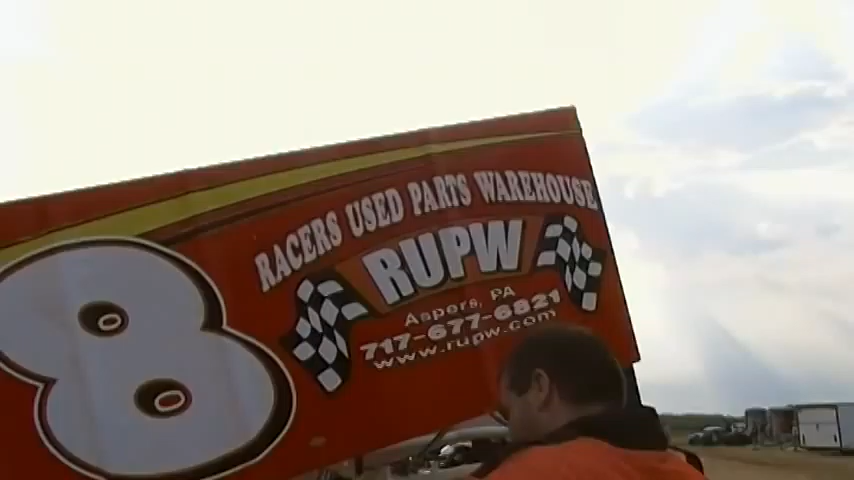 8
RACERS USED PARTS WAREHOUSE
RUPW
Aspers, PA
717-677-6821
www.rupw.com